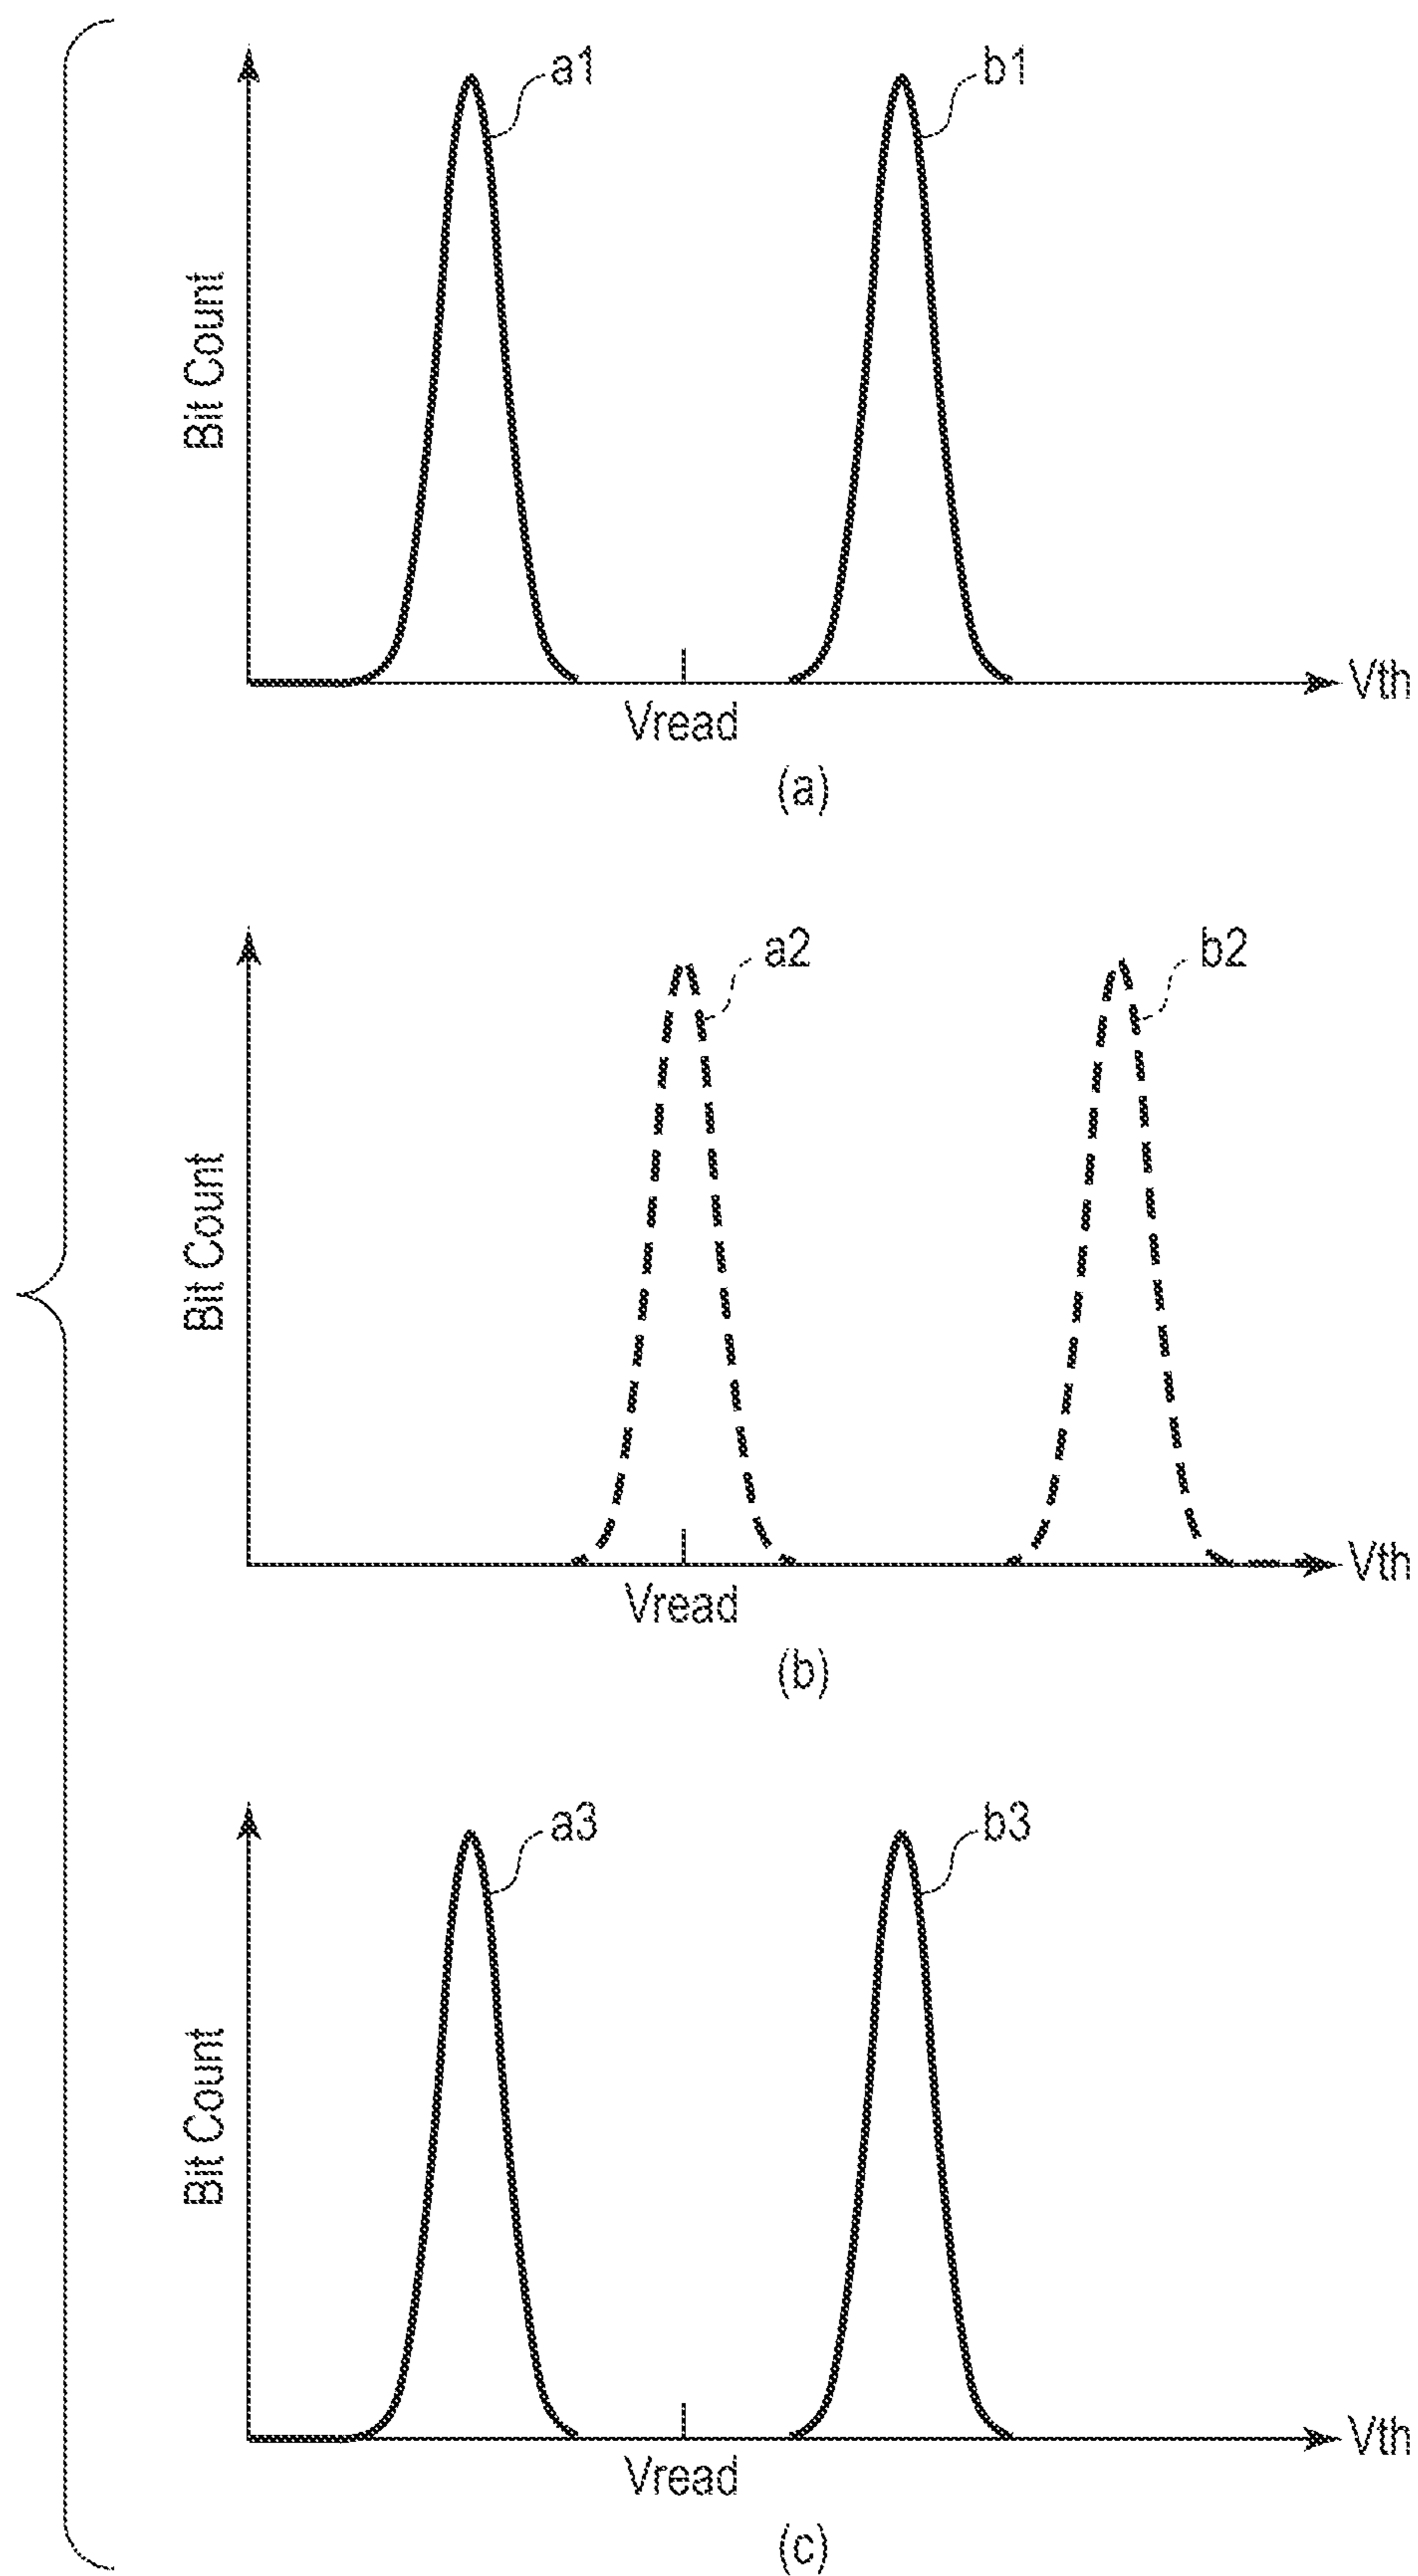 a1
b1
Bit Count
Vth
Vread
(a)
a2
b2
Bit Count
Vth
Vread
(b)
a3
b3
Bit Count
Vth
Vread
(c)